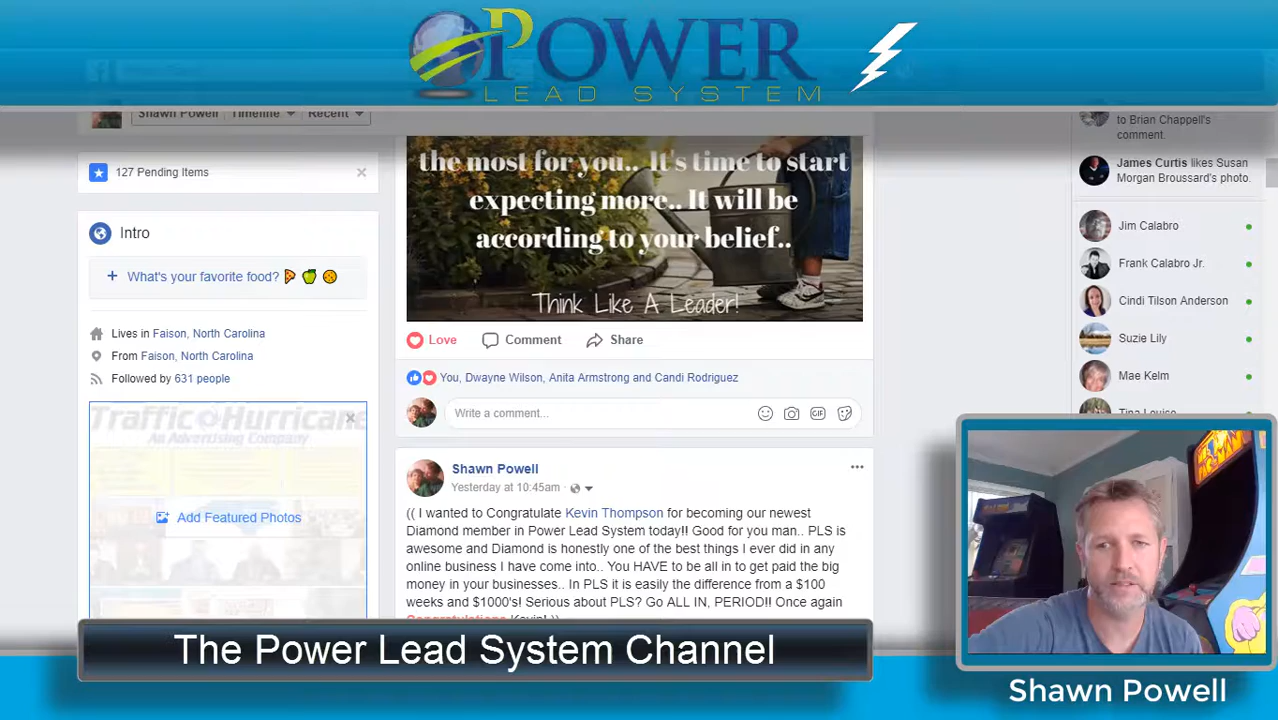 POWER
LEAD SYSTEM
Shawn Powell Timeline Recent
127 Pending Items
Intro
+ What's your favorite food?
Lives in Faison, North Carolina
From Faison, North Carolina
Followed by 631 people
Traffic Hurricane
An Advertising Company
Add Featured Photos
the most for you.. It's time to start
expecting more.. It will be
according to your belief..
Think Like A Leader!
Love Comment Share
You, Dwayne Wilson, Anita Armstrong and Candi Rodriguez
Write a comment...
GIF
Shawn Powell
Yesterday at 10:45am
(( I wanted to Congratulate Kevin Thompson for becoming our newest
Diamond member in Power Lead System today!! Good for you man.. PLS is
awesome and Diamond is honestly one of the best things I ever did in any
online business I have come into.. You HAVE to be all in to get paid the big
money in your businesses.. In PLS it is easily the difference from a $100
weeks and $1000's! Serious about PLS? Go ALL IN, PERIOD!! Once again
to Brian Chappell's
comment.
James Curtis likes Susan
Morgan Broussard's photo.
Jim Calabro
Frank Calabro Jr.
Cindi Tilson Anderson
Suzie Lily
Mae Kelm
Tina Louise
The Power Lead System Channel
Shawn Powell